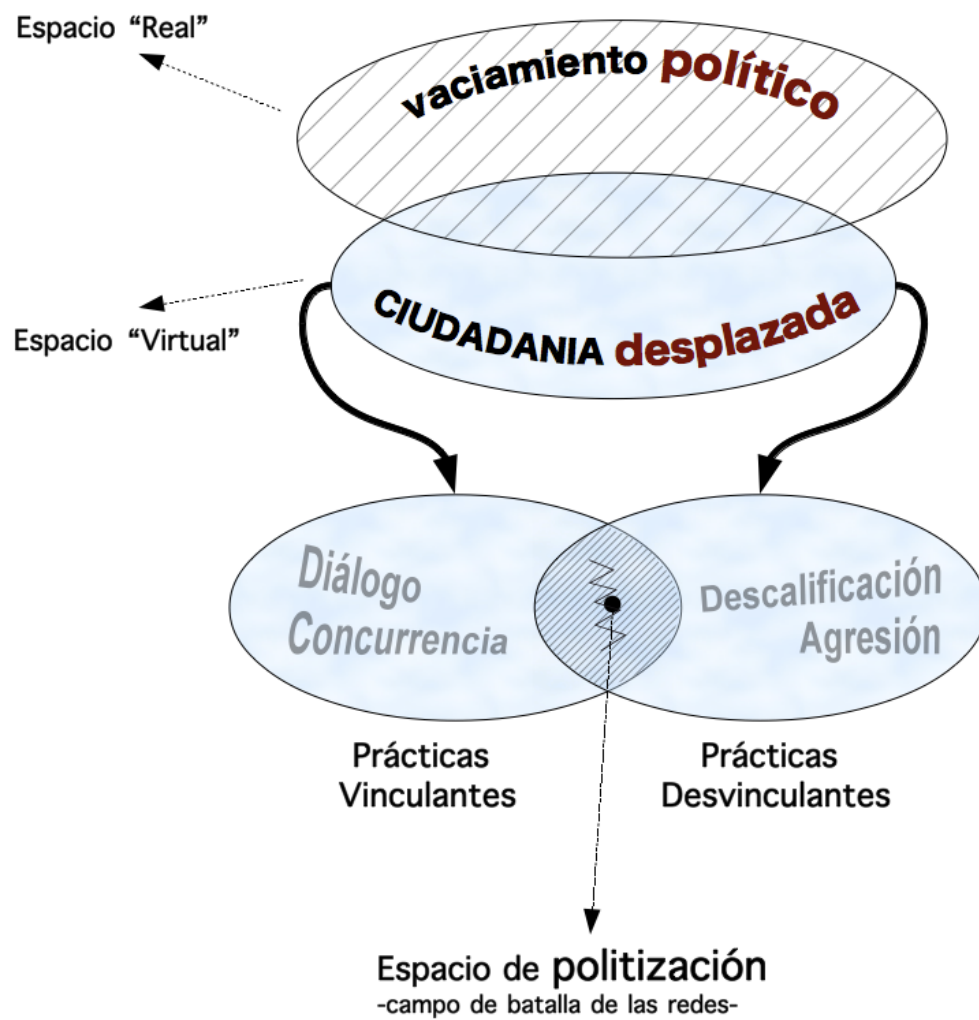 Espacio “Real”
vaciamiento político
CIUDADANIA desplazada
Espacio “Virtual”
Diálogo
Concurrencia
Descalificación
Agresión
Prácticas
Vinculantes
Prácticas
Desvinculantes
Espacio de politización
-campo de batalla de las redes-